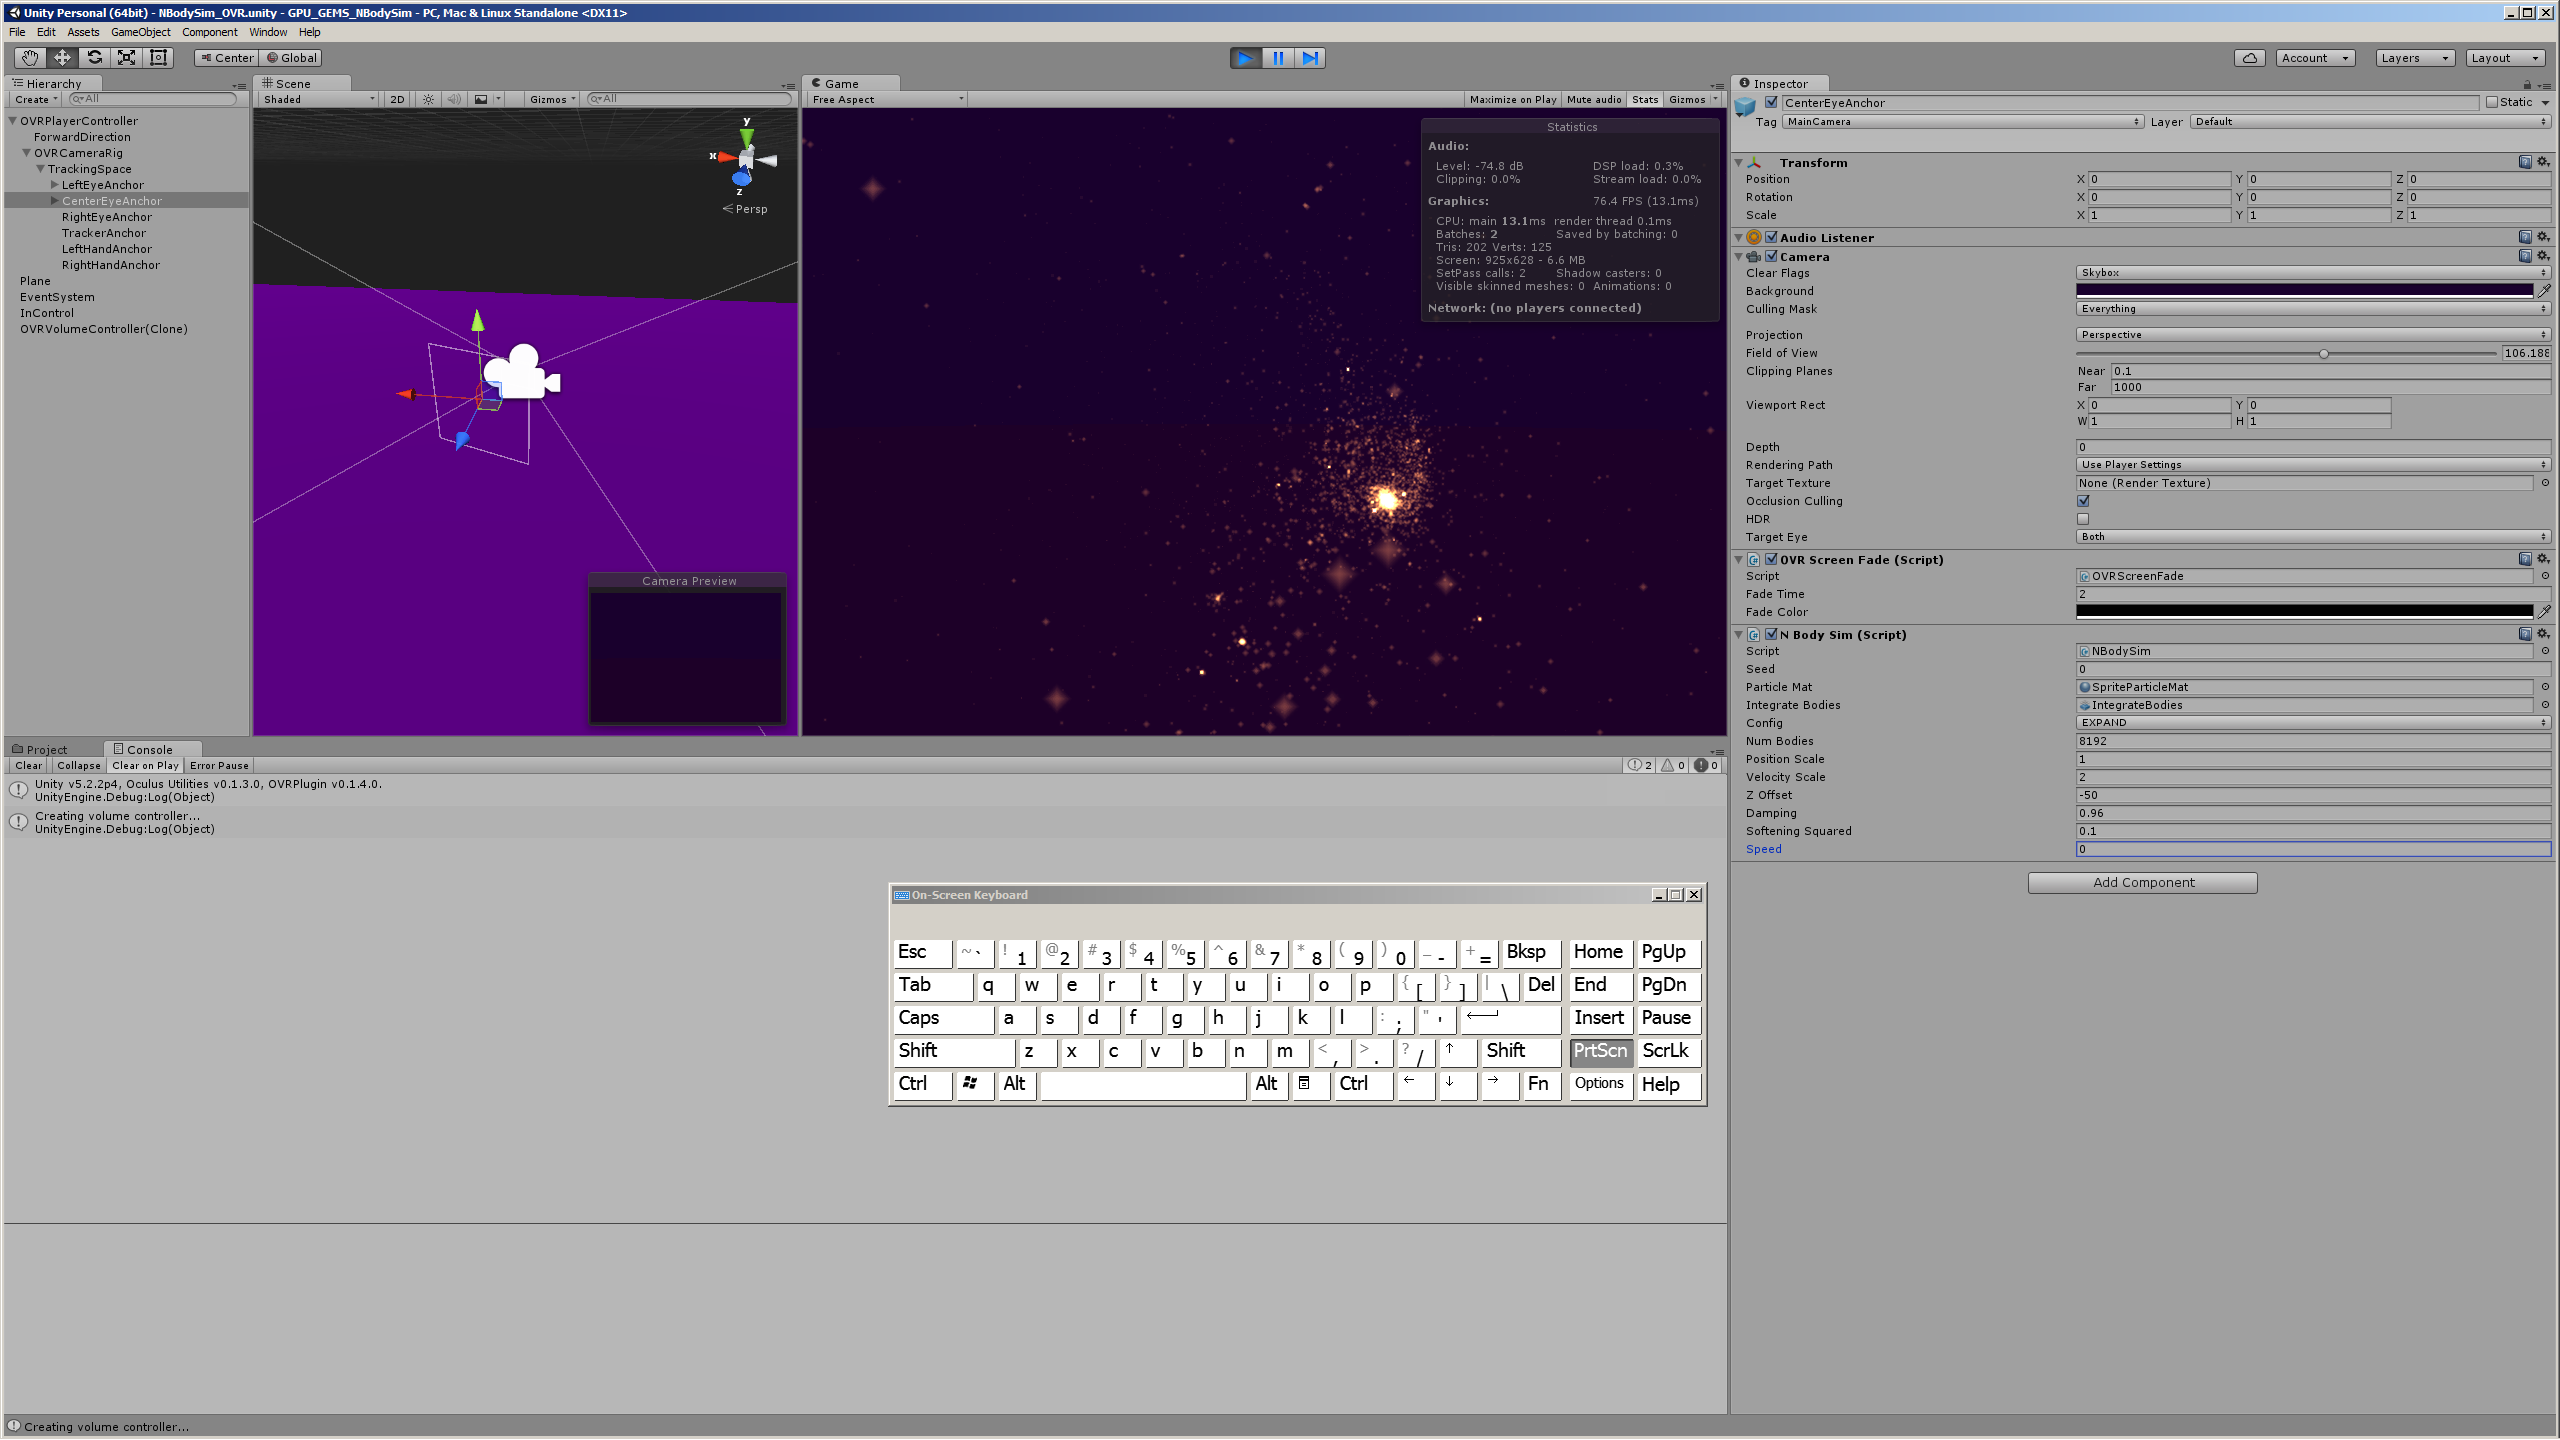 Unity Personal (64bit) - NBodySim_OVR.unity - GPU_GEMS_NBodySim - PC, Mac & Linux Standalone <DX11>
File Edit Assets GameObject Component Window Help
Center Global Account Layers Layout
Hierarchy
Create All
OVRPlayerController
ForwardDirection
OVRCameraRig
TrackingSpace
LeftEyeAnchor
CenterEyeAnchor
RightEyeAnchor
TrackerAnchor
LeftHandAnchor
RightHandAnchor
Plane
EventSystem
InControl
OVRVolumeController(Clone)
Scene
Shaded 2D Gizmos All
y
x
z
Persp
Camera Preview
Game
Free Aspect Maximize on Play Mute audio Stats Gizmos
Statistics
Audio:
Level: -74.8 dB DSP load: 0.3%
Clipping: 0.0% Stream load: 0.0%
Graphics: 76.4 FPS (13.1ms)
CPU: main 13.1ms render thread 0.1ms
Batches: 2 Saved by batching: 0
Tris: 202 Verts: 125
Screen: 925x628 - 6.6 MB
SetPass calls: 2 Shadow casters: 0
Visible skinned meshes: 0 Animations: 0
Network: (no players connected)
Inspector
CenterEyeAnchor Static
Tag MainCamera Layer Default
Transform
Position X 0 Y 0 Z 0
Rotation X 0 Y 0 Z 0
Scale X 1 Y 1 Z 1
Audio Listener
Camera
Clear Flags Skybox
Background
Culling Mask Everything
Projection Perspective
Field of View 106.188
Clipping Planes Near 0.1
Far 1000
Viewport Rect X 0 Y 0
W 1 H 1
Depth 0
Rendering Path Use Player Settings
Target Texture None (Render Texture)
Occlusion Culling
HDR
Target Eye Both
OVR Screen Fade (Script)
Script OVRScreenFade
Fade Time 2
Fade Color
N Body Sim (Script)
Script NBodySim
Seed 0
Particle Mat SpriteParticleMat
Integrate Bodies IntegrateBodies
Config EXPAND
Num Bodies 8192
Position Scale 1
Velocity Scale 2
Z Offset -50
Damping 0.96
Softening Squared 0.1
Speed 0
Add Component
Project Console
Clear Collapse Clear on Play Error Pause 2 0 0
Unity v5.2.2p4, Oculus Utilities v0.1.3.0, OVRPlugin v0.1.4.0.
UnityEngine.Debug:Log(Object)
Creating volume controller...
UnityEngine.Debug:Log(Object)
On-Screen Keyboard
Esc ~ ` ! 1 @ 2 # 3 $ 4 % 5 ^ 6 & 7 * 8 ( 9 ) 0 _ - + = Bksp Home PgUp
Tab q w e r t y u i o p { [ } ] | \ Del End PgDn
Caps a s d f g h j k l : ; " ' Insert Pause
Shift z x c v b n m < , > . ? / ↑ Shift PrtScn ScrLk
Ctrl Alt Alt Ctrl ← ↓ → Fn Options Help
Creating volume controller...